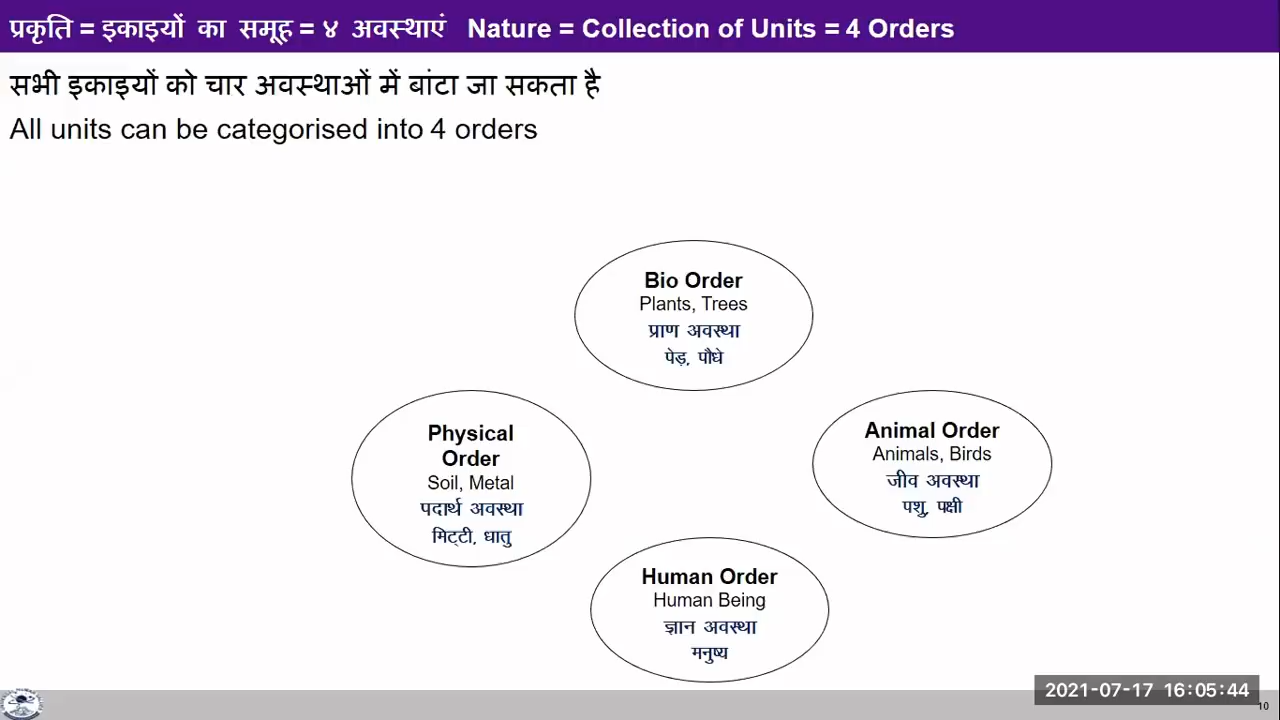 प्रकृति = इकाइयों का समूह = ४ अवस्थाएं Nature = Collection of Units = 4 Orders
सभी इकाइयों को चार अवस्थाओं में बांटा जा सकता है
All units can be categorised into 4 orders
Bio Order
Plants, Trees
प्राण अवस्था
पेड़, पौधे
Physical
Order
Soil, Metal
पदार्थ अवस्था
मिट्टी, धातु
Animal Order
Animals, Birds
जीव अवस्था
पशु, पक्षी
Human Order
Human Being
ज्ञान अवस्था
मनुष्य
2021-07-17 16:05:44
10